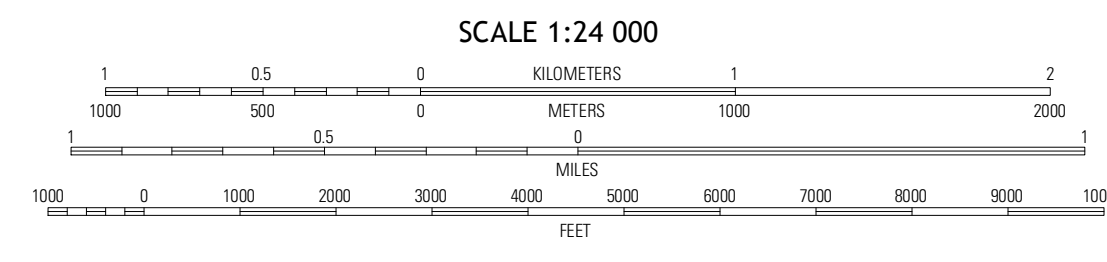 SCALE 1:24 000
1 0.5 0 KILOMETERS 1 2
1000 500 0 METERS 1000 2000
1 0.5 0 1
MILES
1000 0 1000 2000 3000 4000 5000 6000 7000 8000 9000 100
FEET